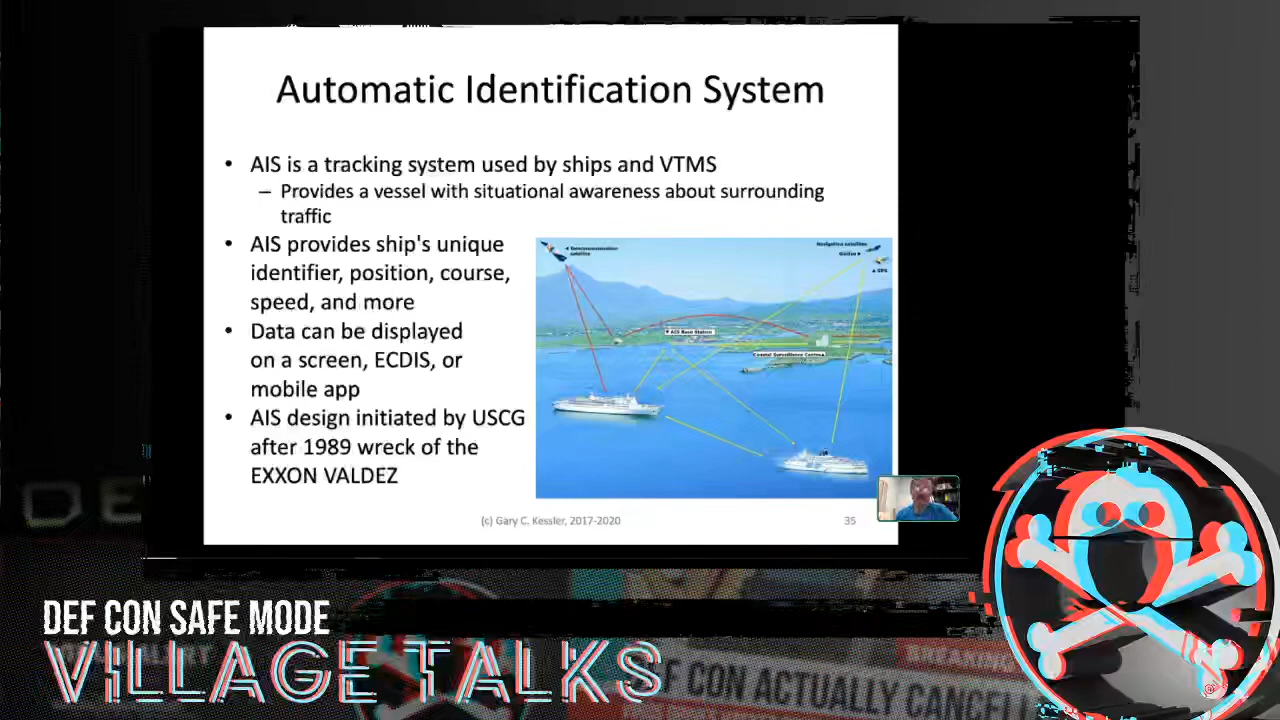 Automatic Identification System
• AIS is a tracking system used by ships and VTMS
– Provides a vessel with situational awareness about surrounding
traffic
• AIS provides ship's unique
identifier, position, course,
speed, and more
• Data can be displayed
on a screen, ECDIS, or
mobile app
• AIS design initiated by USCG
after 1989 wreck of the
EXXON VALDEZ
Navigation satellites
▲ GPS
▼ AIS Base Station
Coastal Surveillance Centre▲
(c) Gary C. Kessler, 2017-2020
35
DEF CON SAFE MODE
VILLAGE TALKS
BREAKING
F CON ACTUALLY CANCEL